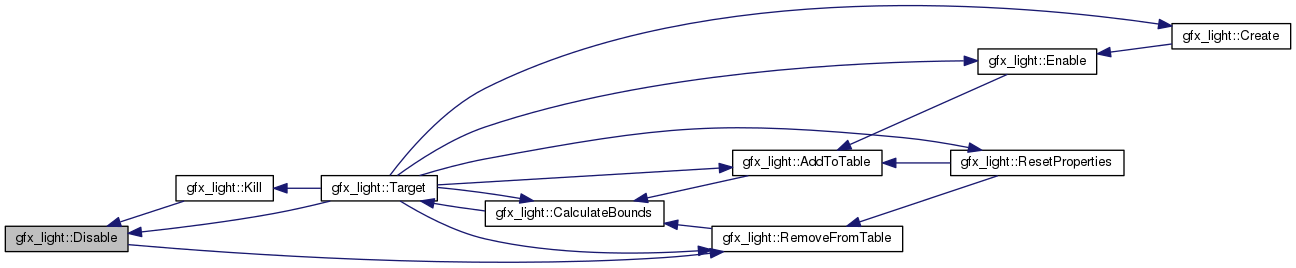 gfx_light::Create
gfx_light::Enable
gfx_light::AddToTable
gfx_light::ResetProperties
gfx_light::Kill
gfx_light::Target
gfx_light::CalculateBounds
gfx_light::Disable
gfx_light::RemoveFromTable